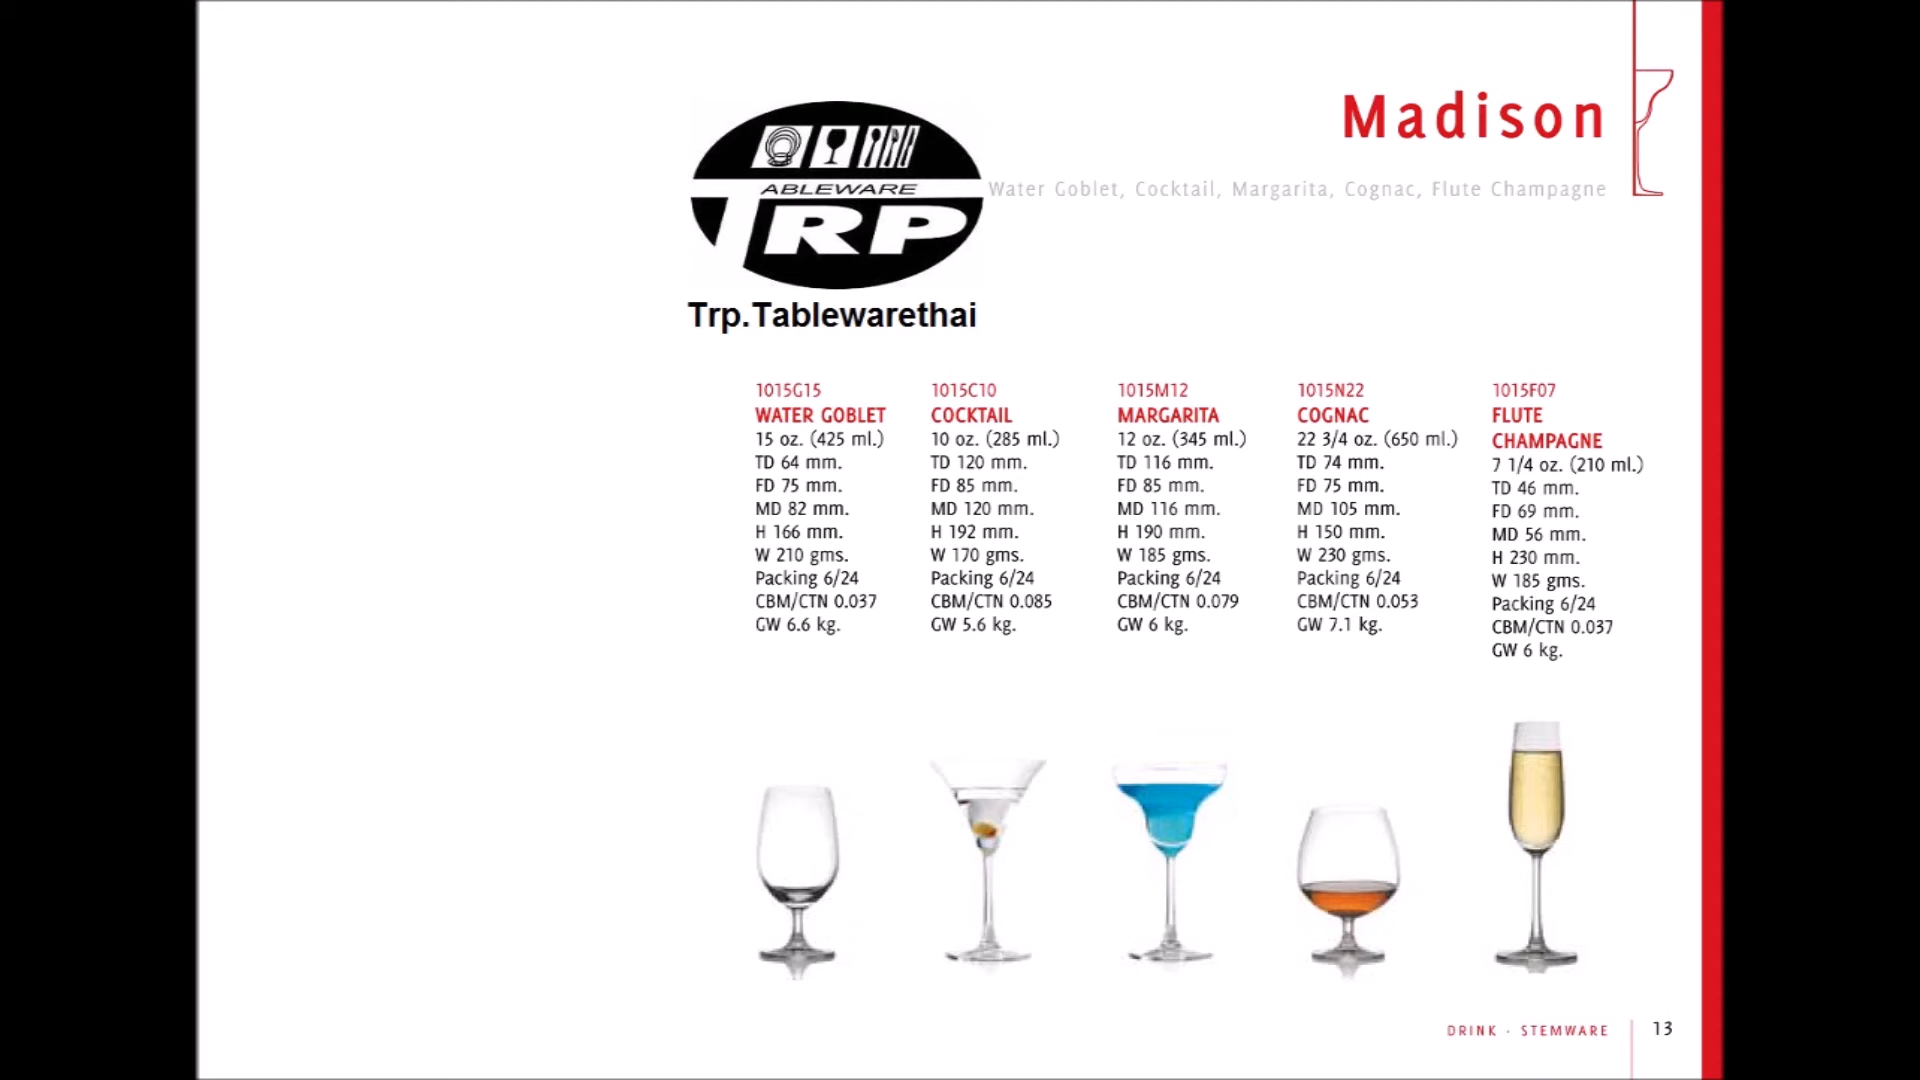 Madison
Water Goblet, Cocktail, Margarita, Cognac, Flute Champagne
TABLEWARE
TRP
Trp.Tablewarethai
1015G15
WATER GOBLET
15 oz. (425 ml.)
TD 64 mm.
FD 75 mm.
MD 82 mm.
H 166 mm.
W 210 gms.
Packing 6/24
CBM/CTN 0.037
GW 6.6 kg.
1015C10
COCKTAIL
10 oz. (285 ml.)
TD 120 mm.
FD 85 mm.
MD 120 mm.
H 192 mm.
W 170 gms.
Packing 6/24
CBM/CTN 0.085
GW 5.6 kg.
1015M12
MARGARITA
12 oz. (345 ml.)
TD 116 mm.
FD 85 mm.
MD 116 mm.
H 190 mm.
W 185 gms.
Packing 6/24
CBM/CTN 0.079
GW 6 kg.
1015N22
COGNAC
22 3/4 oz. (650 ml.)
TD 74 mm.
FD 75 mm.
MD 105 mm.
H 150 mm.
W 230 gms.
Packing 6/24
CBM/CTN 0.053
GW 7.1 kg.
1015F07
FLUTE
CHAMPAGNE
7 1/4 oz. (210 ml.)
TD 46 mm.
FD 69 mm.
MD 56 mm.
H 230 mm.
W 185 gms.
Packing 6/24
CBM/CTN 0.037
GW 6 kg.
DRINK · STEMWARE 13